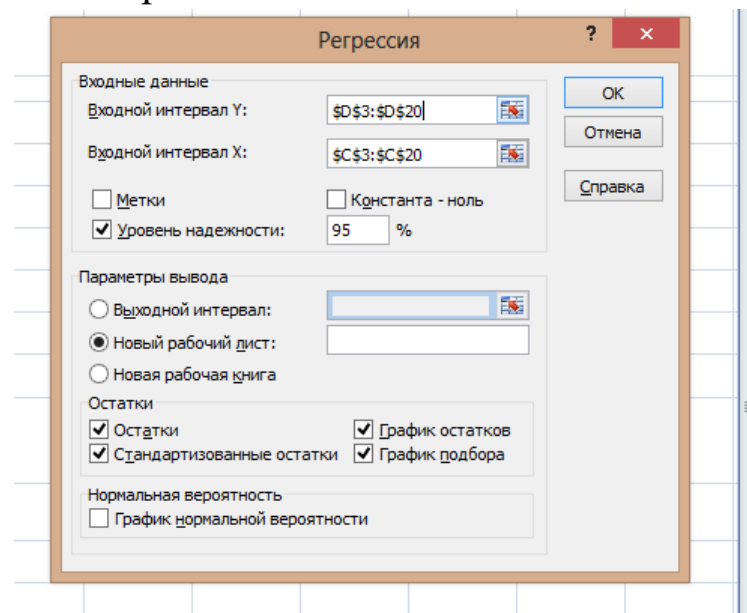 Регрессия
?
×
Входные данные
Входной интервал Y:
$D$3:$D$20
ОК
Отмена
Входной интервал X:
$C$3:$C$20
Справка
Метки
Константа - ноль
Уровень надежности:
95
%
Параметры вывода
Выходной интервал:
Новый рабочий лист:
Новая рабочая книга
Остатки
Остатки
График остатков
Стандартизованные остатки
График подбора
Нормальная вероятность
График нормальной вероятности